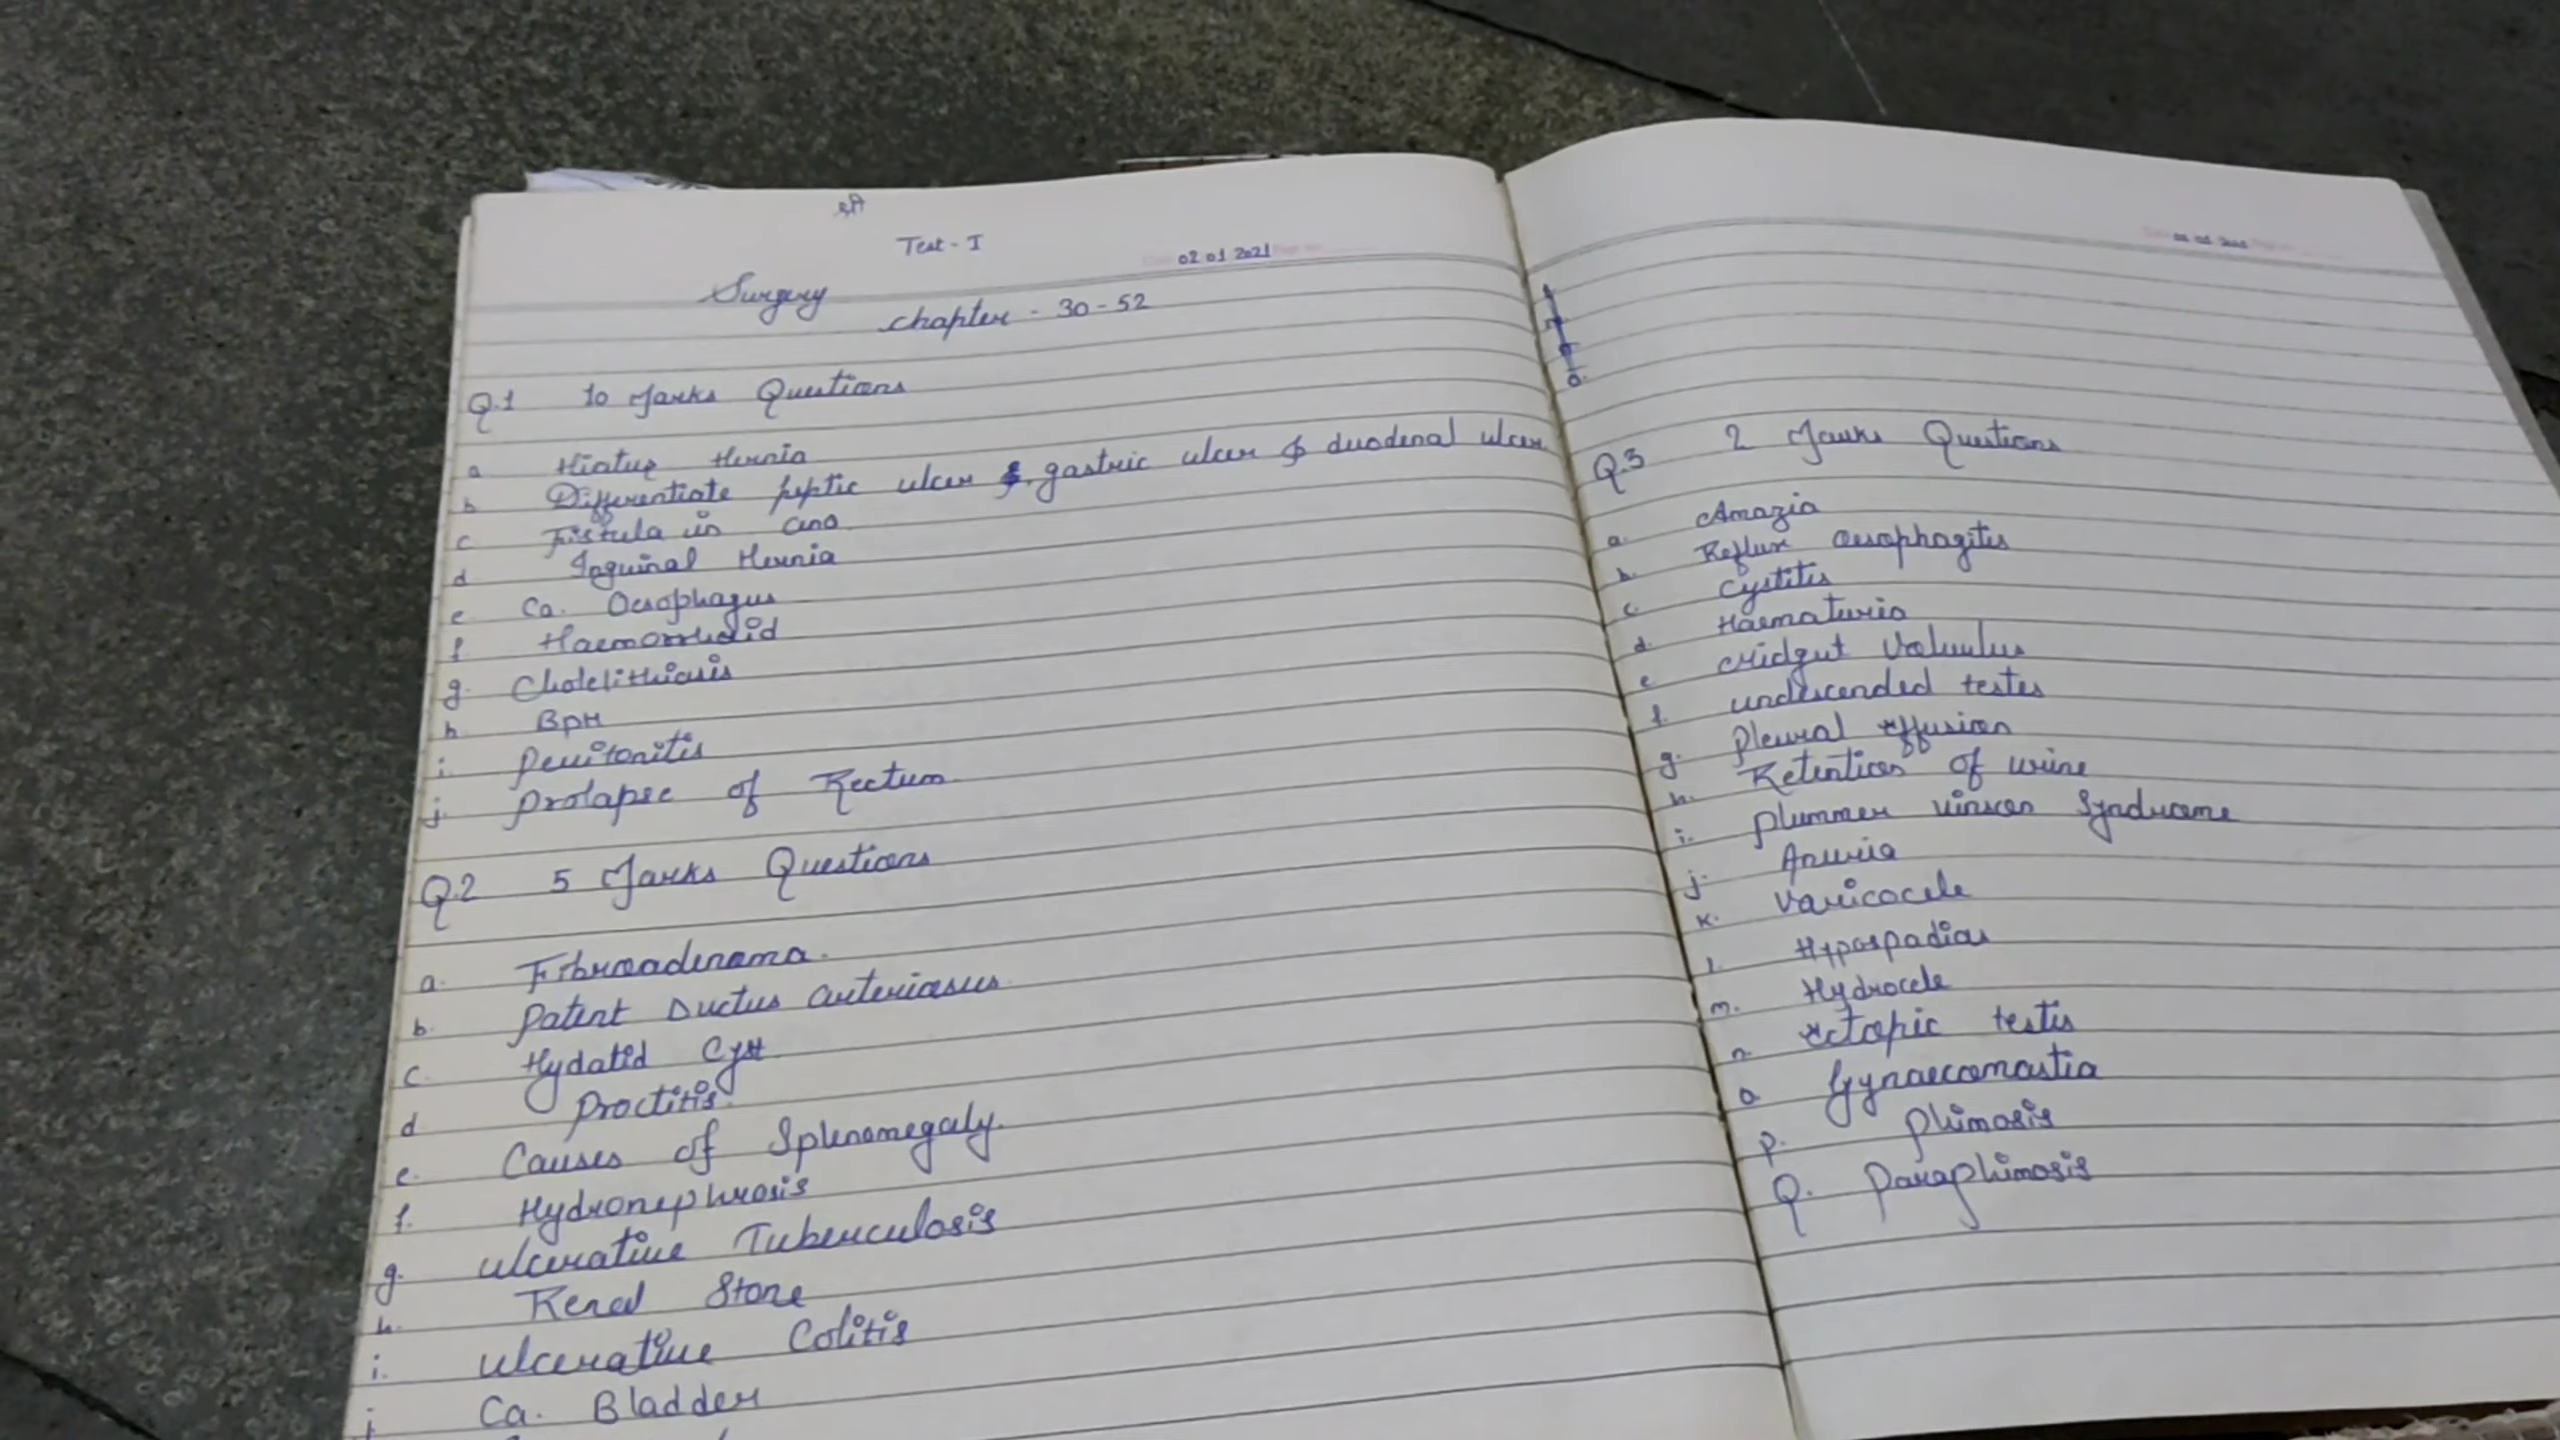 श्री
Test - I
02 01 2021
Surgery
chapter - 30 - 52
Q.1 10 Marks Questions
a Hiatus Hernia
b Differentiate peptic ulcer gastric ulcer & duodenal ulcer
c Fistula in ano
d Inguinal Hernia
e Ca. Oesophagus
f Haemorrhoid
g. Cholelithiasis
h BPH
i. Peritonitis
j. Prolapse of Rectum
Q.2 5 Marks Questions
a. Fibroadenoma.
b. Patent Ductus arteriosus
c. Hydatid Cyst
d Proctitis.
e. Causes of Splenomegaly.
f. Hydronephrosis
g. ulcerative Tuberculosis
h. Renal Stone
i. ulcerative Colitis
j Ca. Bladder
Q.3 2 Marks Questions
a. Amazia
b. Reflux oesophagitis
c. Cystitis
d. Haematuria
e Midgut Volvulus
f. undescended testes
g. Pleural effusion
h. Retention of urine
i. Plummer vinson Syndrome
j. Anuria
k. Varicocele
l. Hypospadias
m. Hydrocele
n. ectopic testis
o Gynaecomastia
p. Phimosis
Q. Paraphimosis